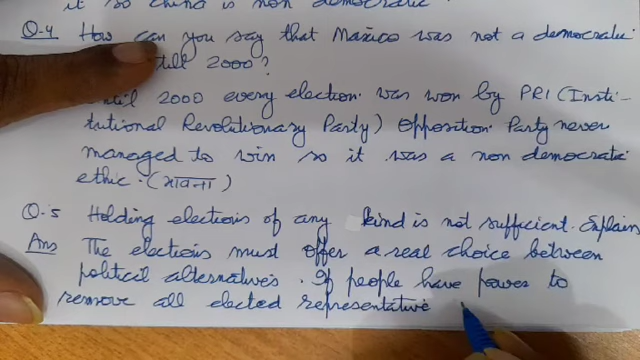 it so china is non democratic
Q.4 How can you say that Maxico was not a democratic
till 2000?
Until 2000 every election was won by PRI (Insti-
tutional Revolutionary Party) Opposition Party never
managed to win so it was a non democratic
ethic. (भावना)
Q.5 Holding elections of any kind is not sufficient. Explain
Ans The elections must offer a real choice between
political alternatives. If people have power to
remove all elected representative